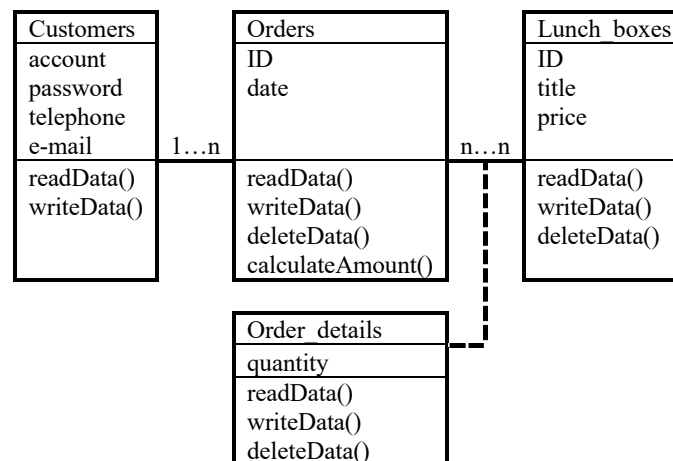 Customers
account
password
telephone
e-mail
readData()
writeData()
1…n
Orders
ID
date
readData()
writeData()
deleteData()
calculateAmount()
n…n
Lunch_boxes
ID
title
price
readData()
writeData()
deleteData()
Order_details
quantity
readData()
writeData()
deleteData()